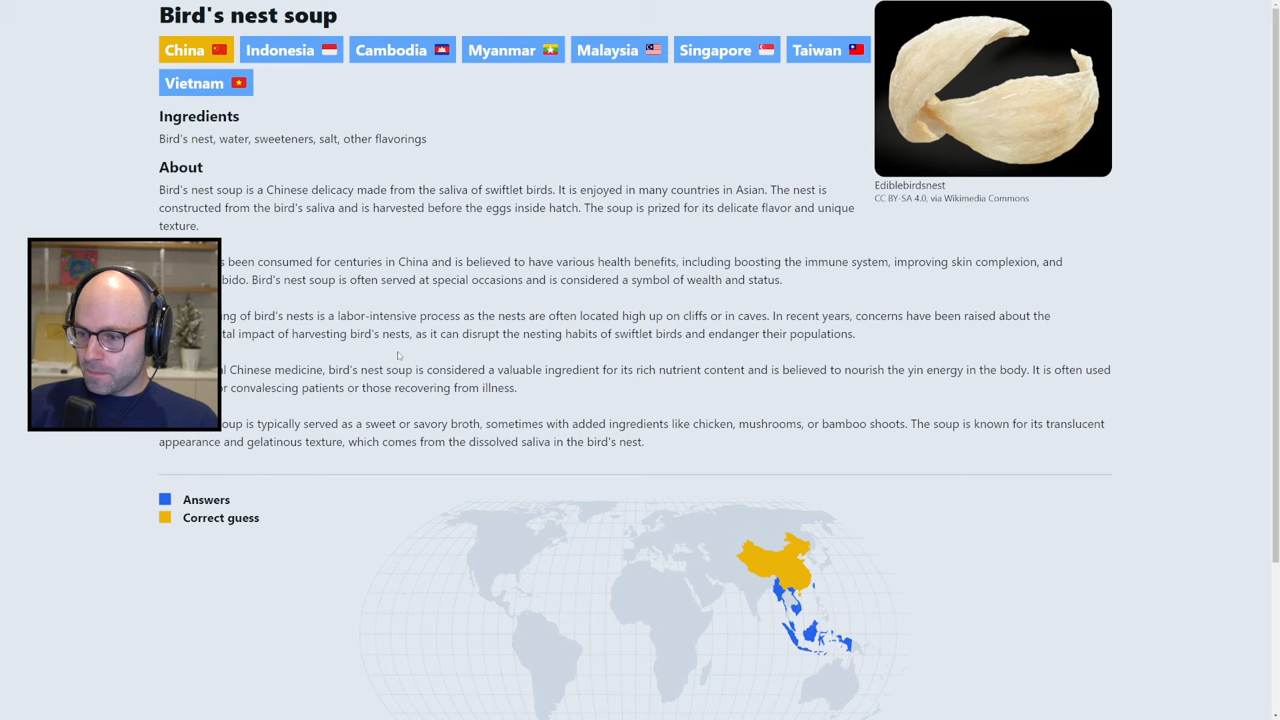 Bird's nest soup
China
Indonesia
Cambodia
Myanmar
Malaysia
Singapore
Taiwan
Vietnam
Ingredients
Bird's nest, water, sweeteners, salt, other flavorings
About
Bird's nest soup is a Chinese delicacy made from the saliva of swiftlet birds. It is enjoyed in many countries in Asian. The nest is
constructed from the bird's saliva and is harvested before the eggs inside hatch. The soup is prized for its delicate flavor and unique
texture.
Ediblebirdsnest
CC BY-SA 4.0, via Wikimedia Commons
been consumed for centuries in China and is believed to have various health benefits, including boosting the immune system, improving skin complexion, and
Bird's nest soup is often served at special occasions and is considered a symbol of wealth and status.
of bird's nests is a labor-intensive process as the nests are often located high up on cliffs or in caves. In recent years, concerns have been raised about the
impact of harvesting bird's nests, as it can disrupt the nesting habits of swiftlet birds and endanger their populations.
Chinese medicine, bird's nest soup is considered a valuable ingredient for its rich nutrient content and is believed to nourish the yin energy in the body. It is often used
convalescing patients or those recovering from illness.
is typically served as a sweet or savory broth, sometimes with added ingredients like chicken, mushrooms, or bamboo shoots. The soup is known for its translucent
appearance and gelatinous texture, which comes from the dissolved saliva in the bird's nest.
Answers
Correct guess